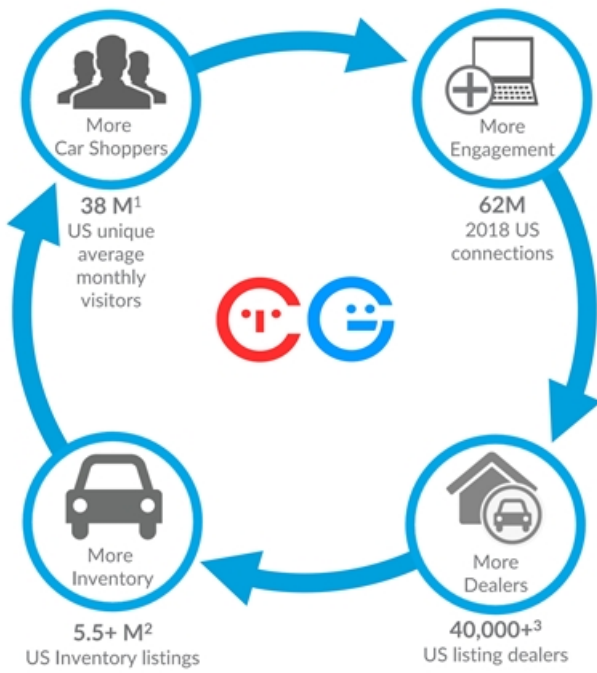 More
Car Shoppers
38 M¹
US unique
average
monthly
visitors
More
Engagement
62M
2018 US
connections
CG
More
Inventory
5.5+ M²
US Inventory listings
More
Dealers
40,000+³
US listing dealers